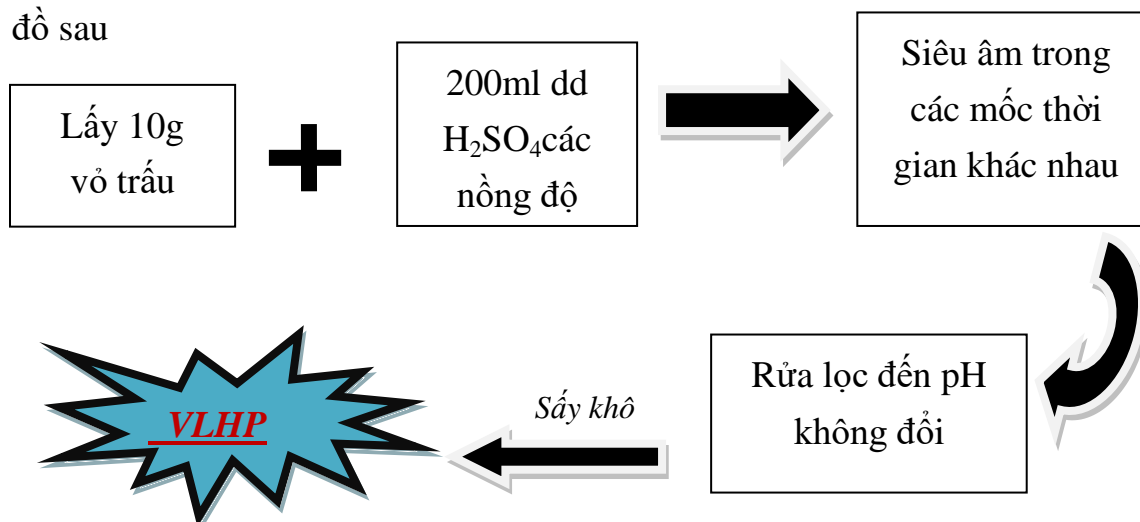 đồ sau
Lấy 10g
vỏ trấu
200ml dd
H₂SO₄các
nồng độ
Siêu âm trong
các mốc thời
gian khác nhau
Rửa lọc đến pH
không đổi
Sấy khô
VLHP